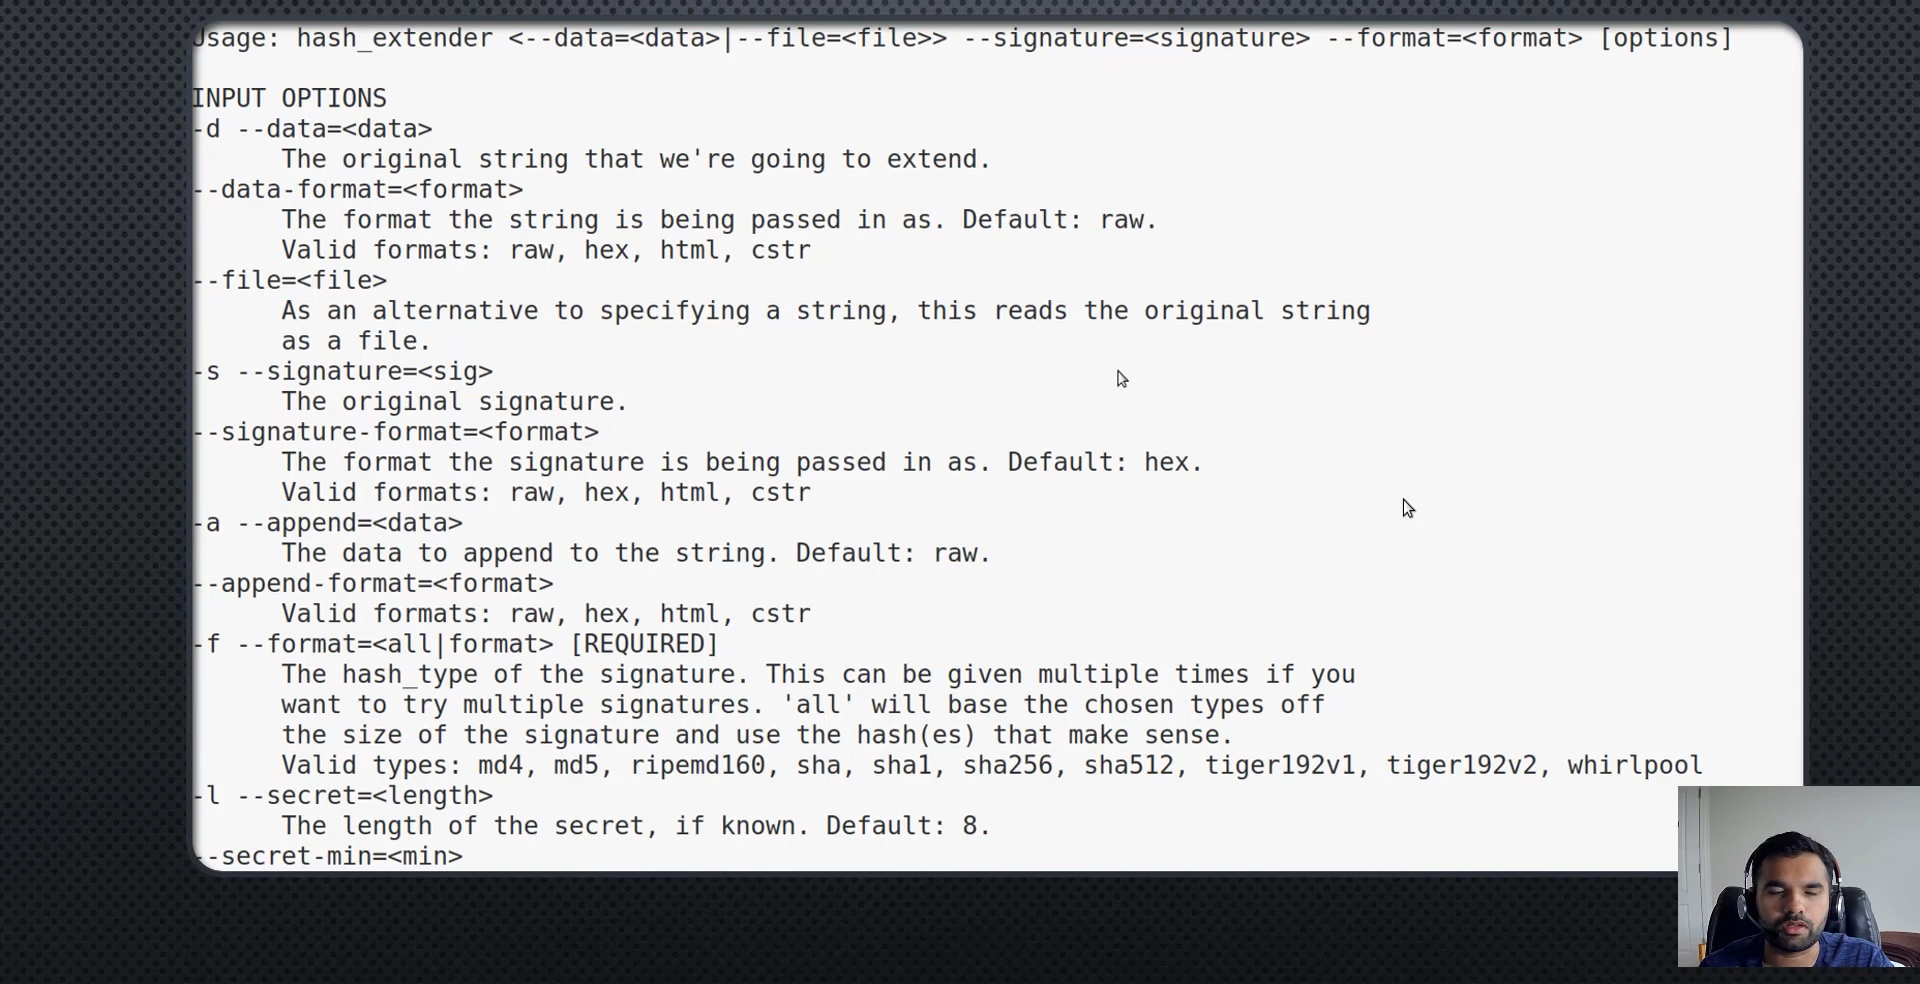 Usage: hash_extender <--data=<data>|--file=<file>> --signature=<signature> --format=<format> [options]
INPUT OPTIONS
-d --data=<data>
The original string that we're going to extend.
--data-format=<format>
The format the string is being passed in as. Default: raw.
Valid formats: raw, hex, html, cstr
--file=<file>
As an alternative to specifying a string, this reads the original string
as a file.
-s --signature=<sig>
The original signature.
--signature-format=<format>
The format the signature is being passed in as. Default: hex.
Valid formats: raw, hex, html, cstr
-a --append=<data>
The data to append to the string. Default: raw.
--append-format=<format>
Valid formats: raw, hex, html, cstr
-f --format=<all|format> [REQUIRED]
The hash_type of the signature. This can be given multiple times if you
want to try multiple signatures. 'all' will base the chosen types off
the size of the signature and use the hash(es) that make sense.
Valid types: md4, md5, ripemd160, sha, sha1, sha256, sha512, tiger192v1, tiger192v2, whirlpool
-l --secret=<length>
The length of the secret, if known. Default: 8.
--secret-min=<min>